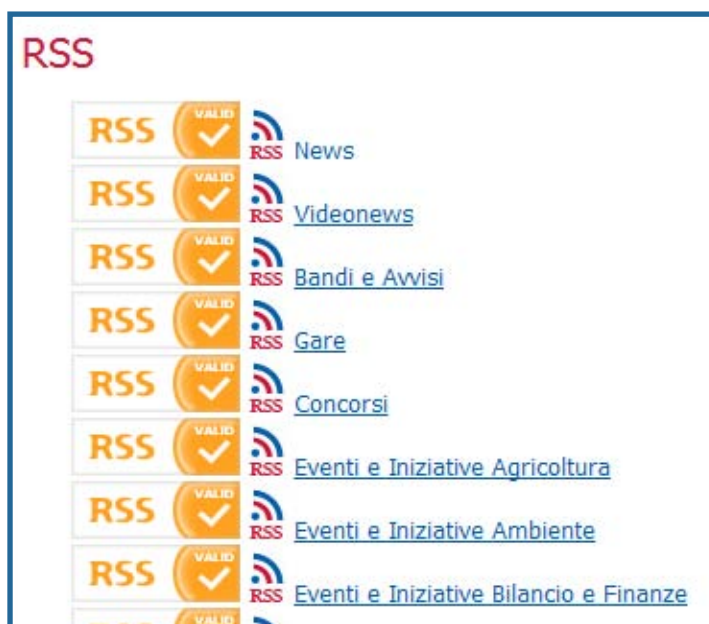 RSS
RSS VALID RSS News
RSS VALID RSS Videonews
RSS VALID RSS Bandi e Avvisi
RSS VALID RSS Gare
RSS VALID RSS Concorsi
RSS VALID RSS Eventi e Iniziative Agricoltura
RSS VALID RSS Eventi e Iniziative Ambiente
RSS VALID RSS Eventi e Iniziative Bilancio e Finanze
VALID